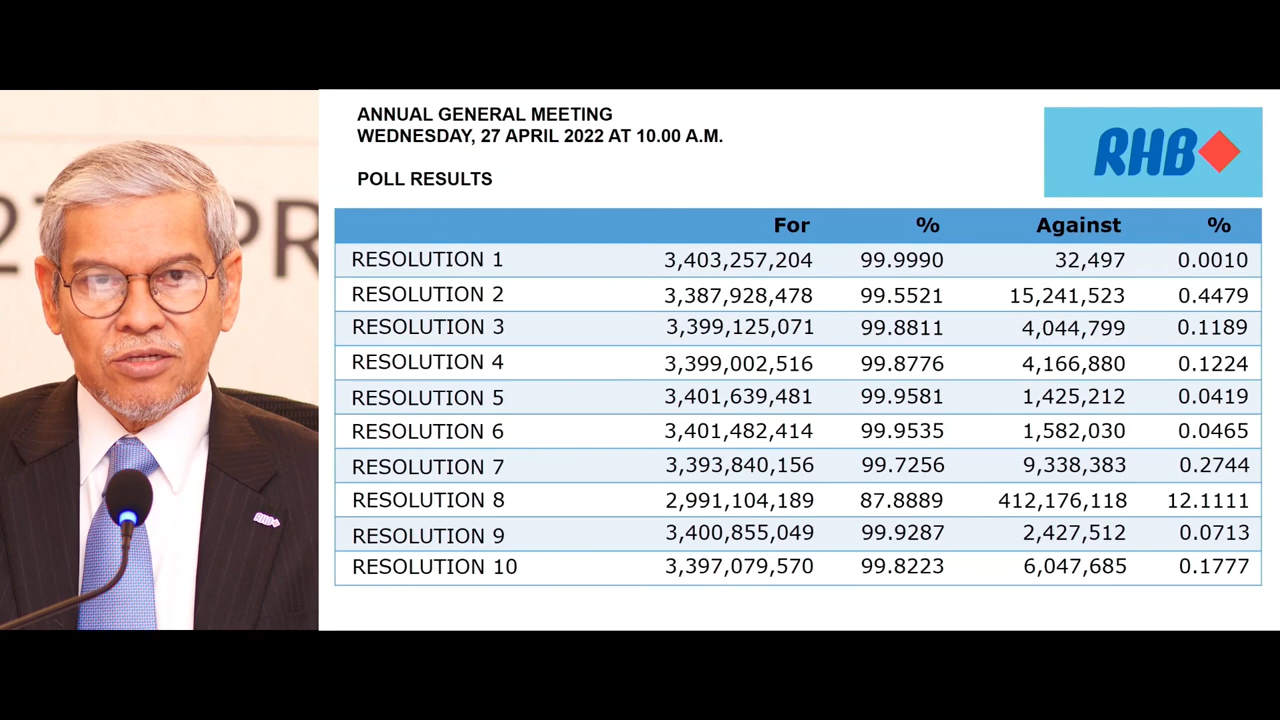 ANNUAL GENERAL MEETING
WEDNESDAY, 27 APRIL 2022 AT 10.00 A.M.
RHB
POLL RESULTS
For % Against %
RESOLUTION 1 3,403,257,204 99.9990 32,497 0.0010
RESOLUTION 2 3,387,928,478 99.5521 15,241,523 0.4479
RESOLUTION 3 3,399,125,071 99.8811 4,044,799 0.1189
RESOLUTION 4 3,399,002,516 99.8776 4,166,880 0.1224
RESOLUTION 5 3,401,639,481 99.9581 1,425,212 0.0419
RESOLUTION 6 3,401,482,414 99.9535 1,582,030 0.0465
RESOLUTION 7 3,393,840,156 99.7256 9,338,383 0.2744
RESOLUTION 8 2,991,104,189 87.8889 412,176,118 12.1111
RESOLUTION 9 3,400,855,049 99.9287 2,427,512 0.0713
RESOLUTION 10 3,397,079,570 99.8223 6,047,685 0.1777
2
PR
RHB